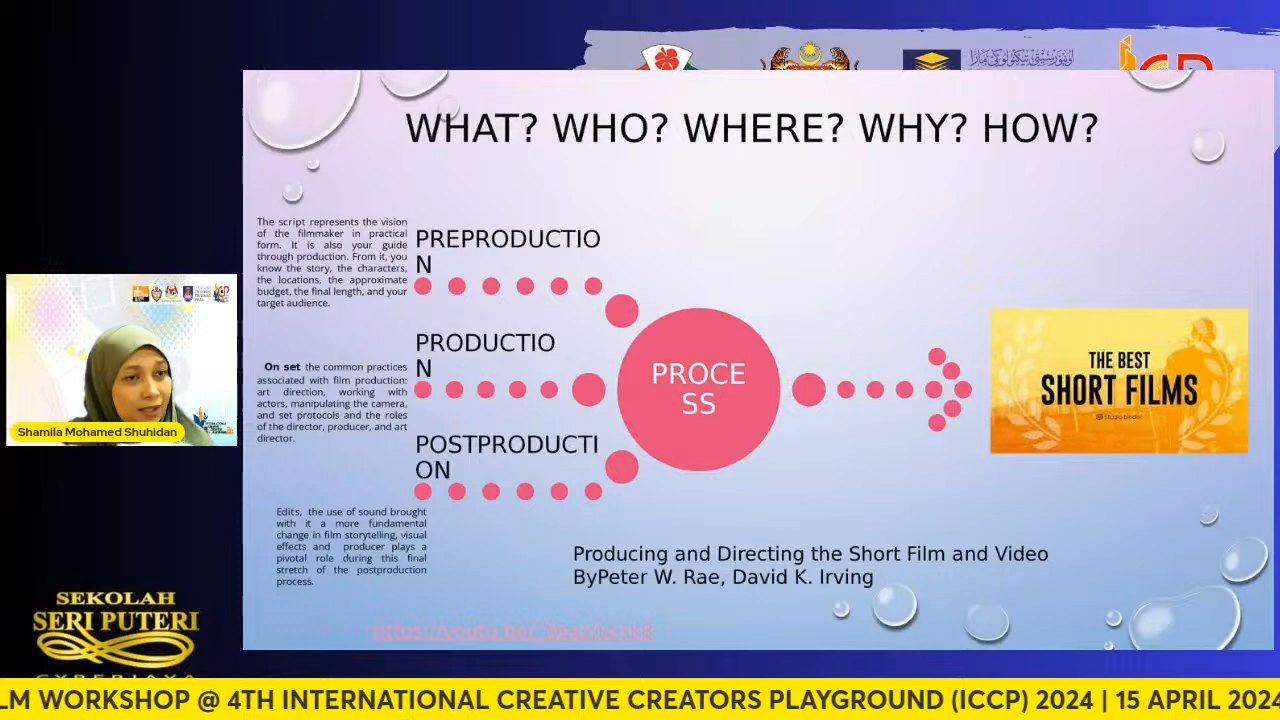 WHAT? WHO? WHERE? WHY? HOW?
The script represents the vision
of the filmmaker in practical
form. It is also your guide
through production. From it, you
know the story, the characters,
the locations, the approximate
budget, the final length, and your
target audience.
PREPRODUCTIO
N
On set the common practices
associated with film production:
art direction, working with
actors, manipulating the camera,
and set protocols and the roles
of the director, producer, and art
director.
PRODUCTIO
N
POSTPRODUCTI
ON
Edits, the use of sound brought
with it a more fundamental
change in film storytelling, visual
effects and producer plays a
pivotal role during this final
stretch of the postproduction
process.
PROCE
SS
THE BEST
SHORT FILMS
studiobinder
Producing and Directing the Short Film and Video
ByPeter W. Rae, David K. Irving
Shamila Mohamed Shuhidan
SEKOLAH
SERI PUTERI
CYBERJAYA
LM WORKSHOP @ 4TH INTERNATIONAL CREATIVE CREATORS PLAYGROUND (ICCP) 2024 | 15 APRIL 2024